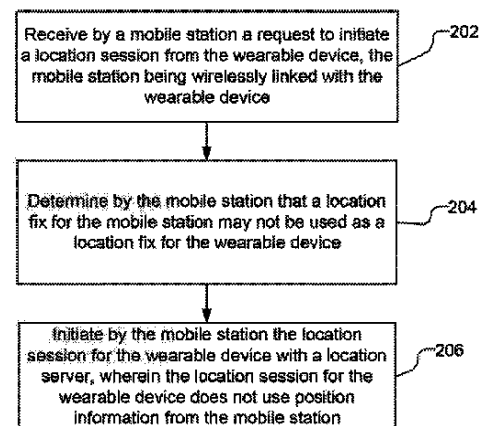 Receive by a mobile station a request to initiate
a location session from the wearable device, the
mobile station being wirelessly linked with the
wearable device
202
Determine by the mobile station that a location
fix for the mobile station may not be used as a
location fix for the wearable device
204
Initiate by the mobile station the location
session for the wearable device with a location
server, wherein the location session for the
wearable device does not use position
information from the mobile station
206